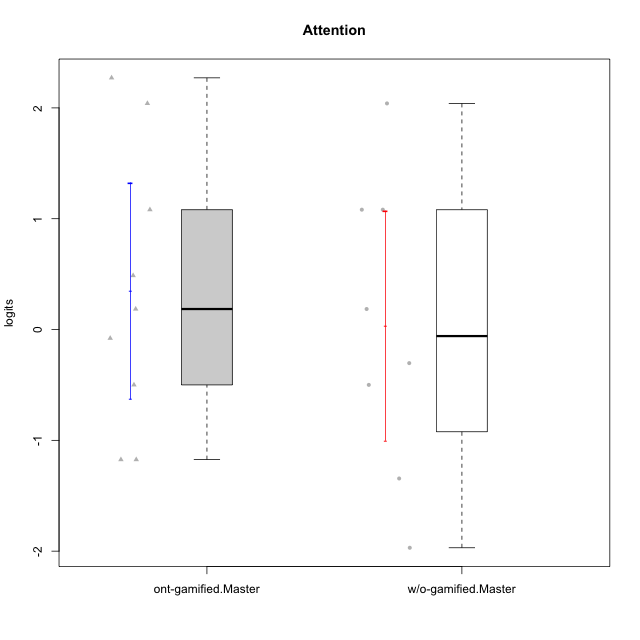 Attention
logits
2
1
0
-1
-2
ont-gamified.Master
w/o-gamified.Master